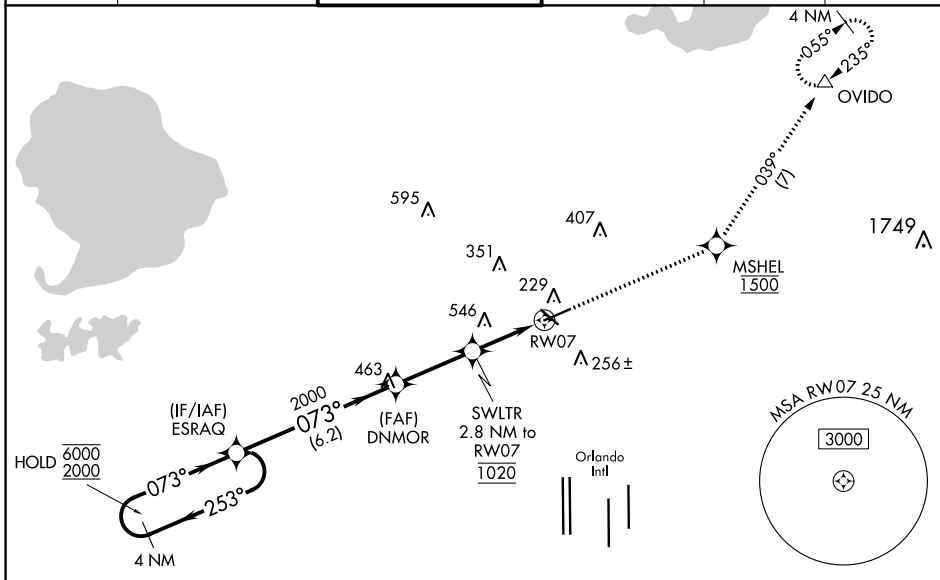 4 NM
055°
235°
OVIDO
039°
(7)
595
407
351
1749
MSHEL
1500
229
546
RW07
256±
463
2000
073°
(6.2)
(IF/IAF)
ESRAQ
(FAF)
DNMOR
SWLTR
2.8 NM to
RW07
1020
HOLD
6000
2000
073°
253°
4 NM
Orlando
Intl
MSA RW07 25 NM
3000